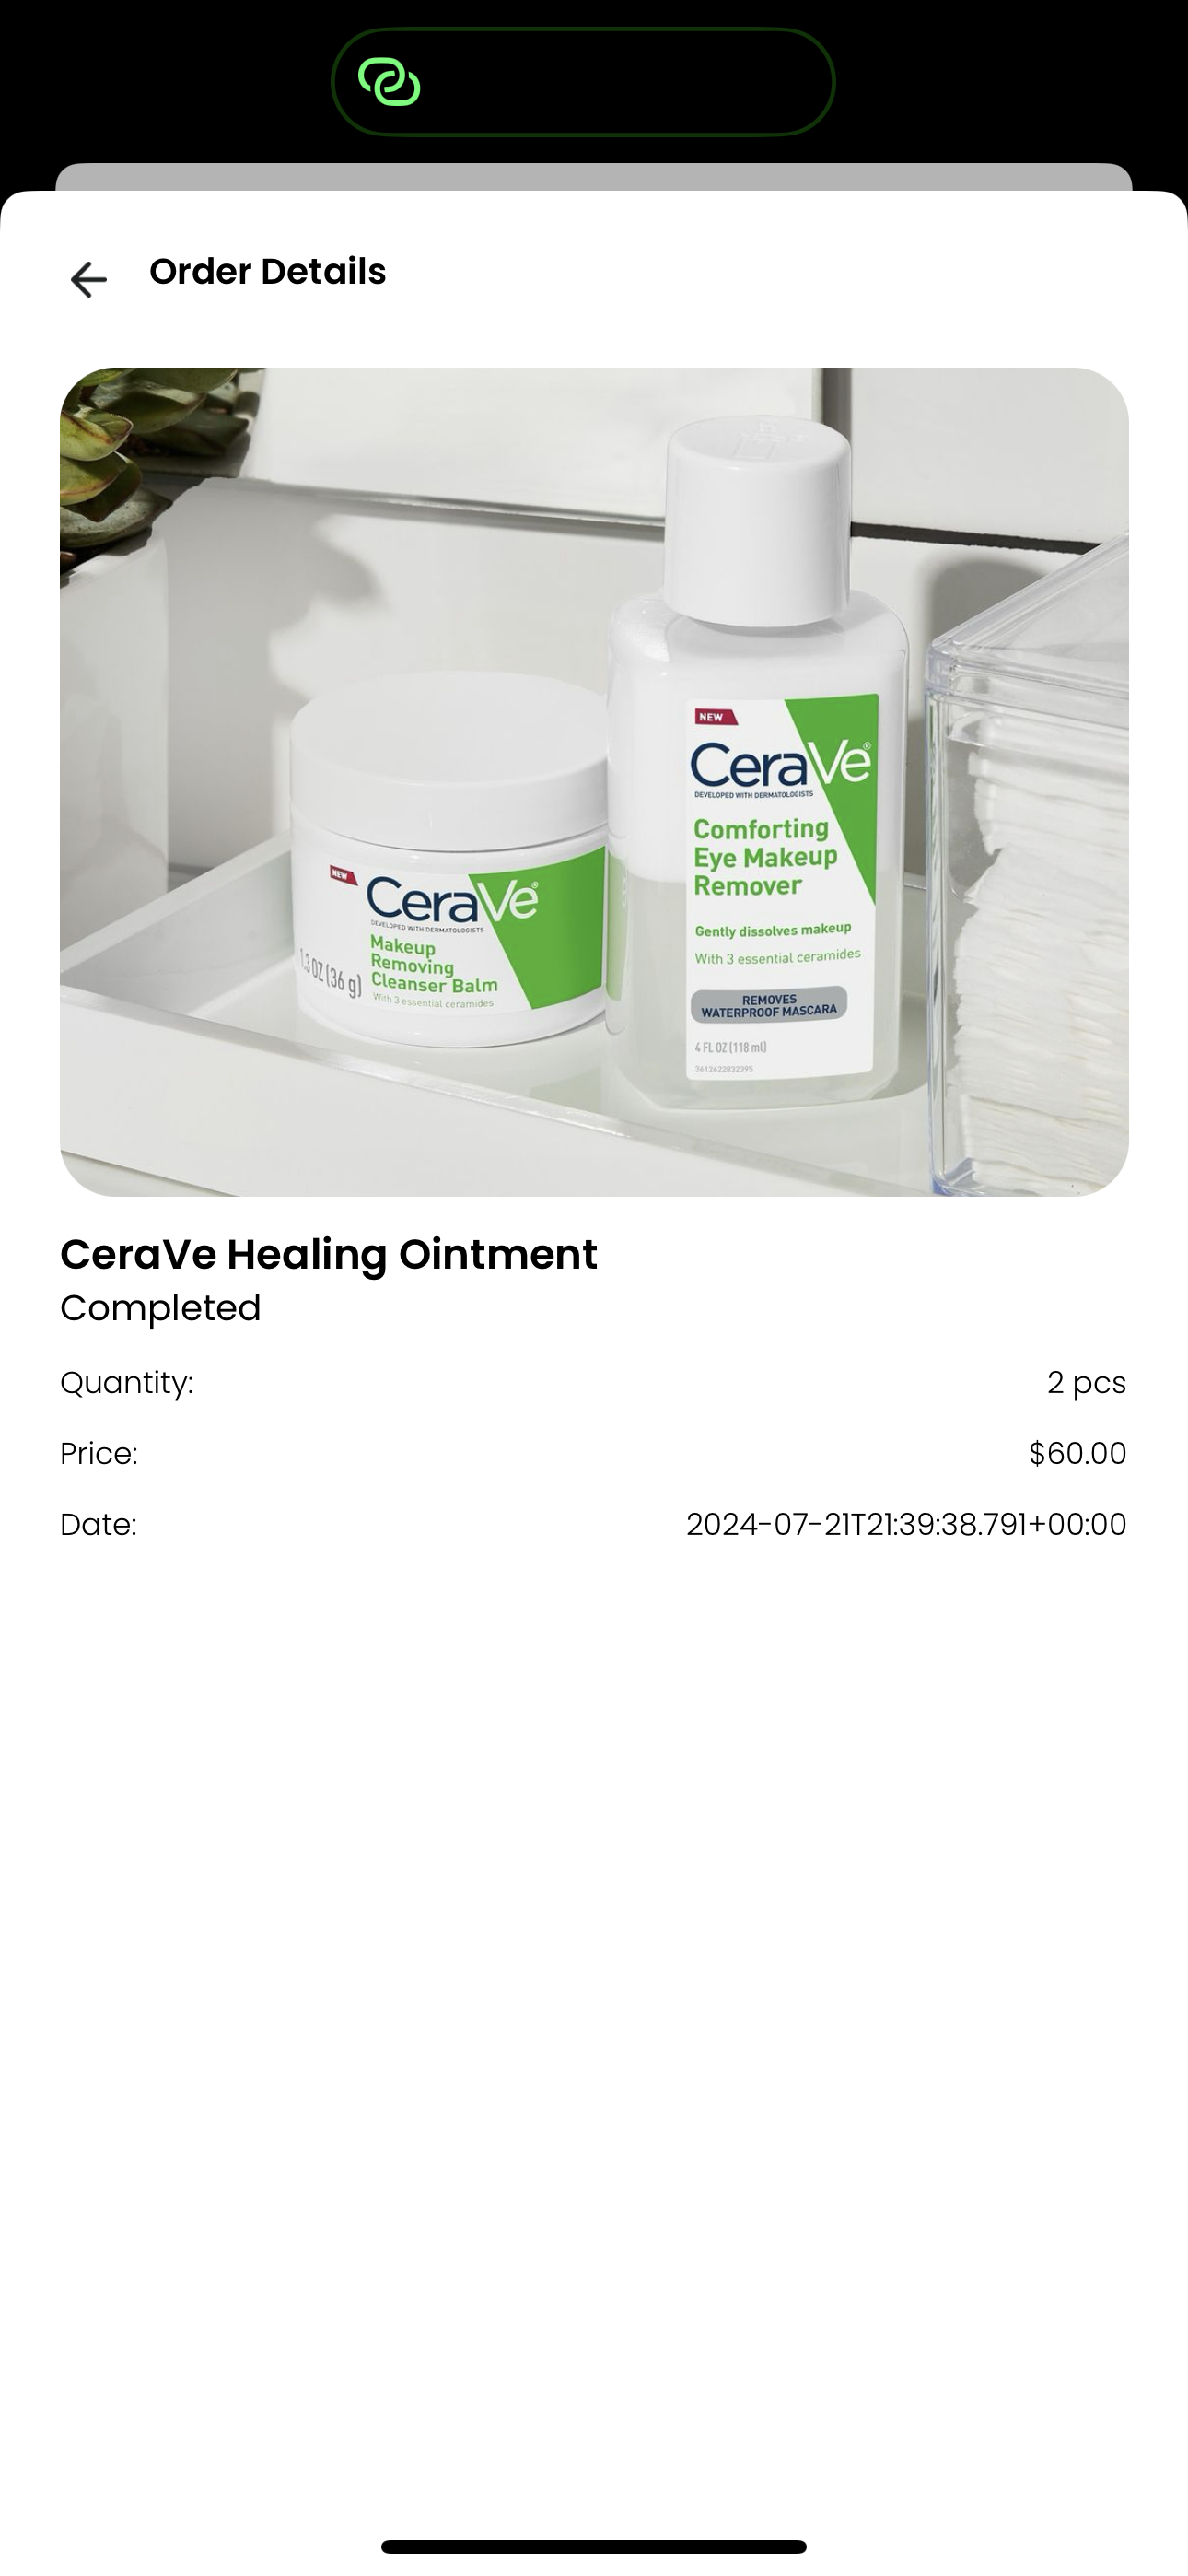 Order Details
NEW
CeraVe®
DEVELOPED WITH DERMATOLOGISTS
Makeup
Removing
Cleanser Balm
With 3 essential ceramides
1.3 OZ (36 g)
NEW
CeraVe®
DEVELOPED WITH DERMATOLOGISTS
Comforting
Eye Makeup
Remover
Gently dissolves makeup
With 3 essential ceramides
REMOVES
WATERPROOF MASCARA
4 FL OZ (118 ml)
3612622832395
CeraVe Healing Ointment
Completed
Quantity: 2 pcs
Price: $60.00
Date: 2024-07-21T21:39:38.791+00:00